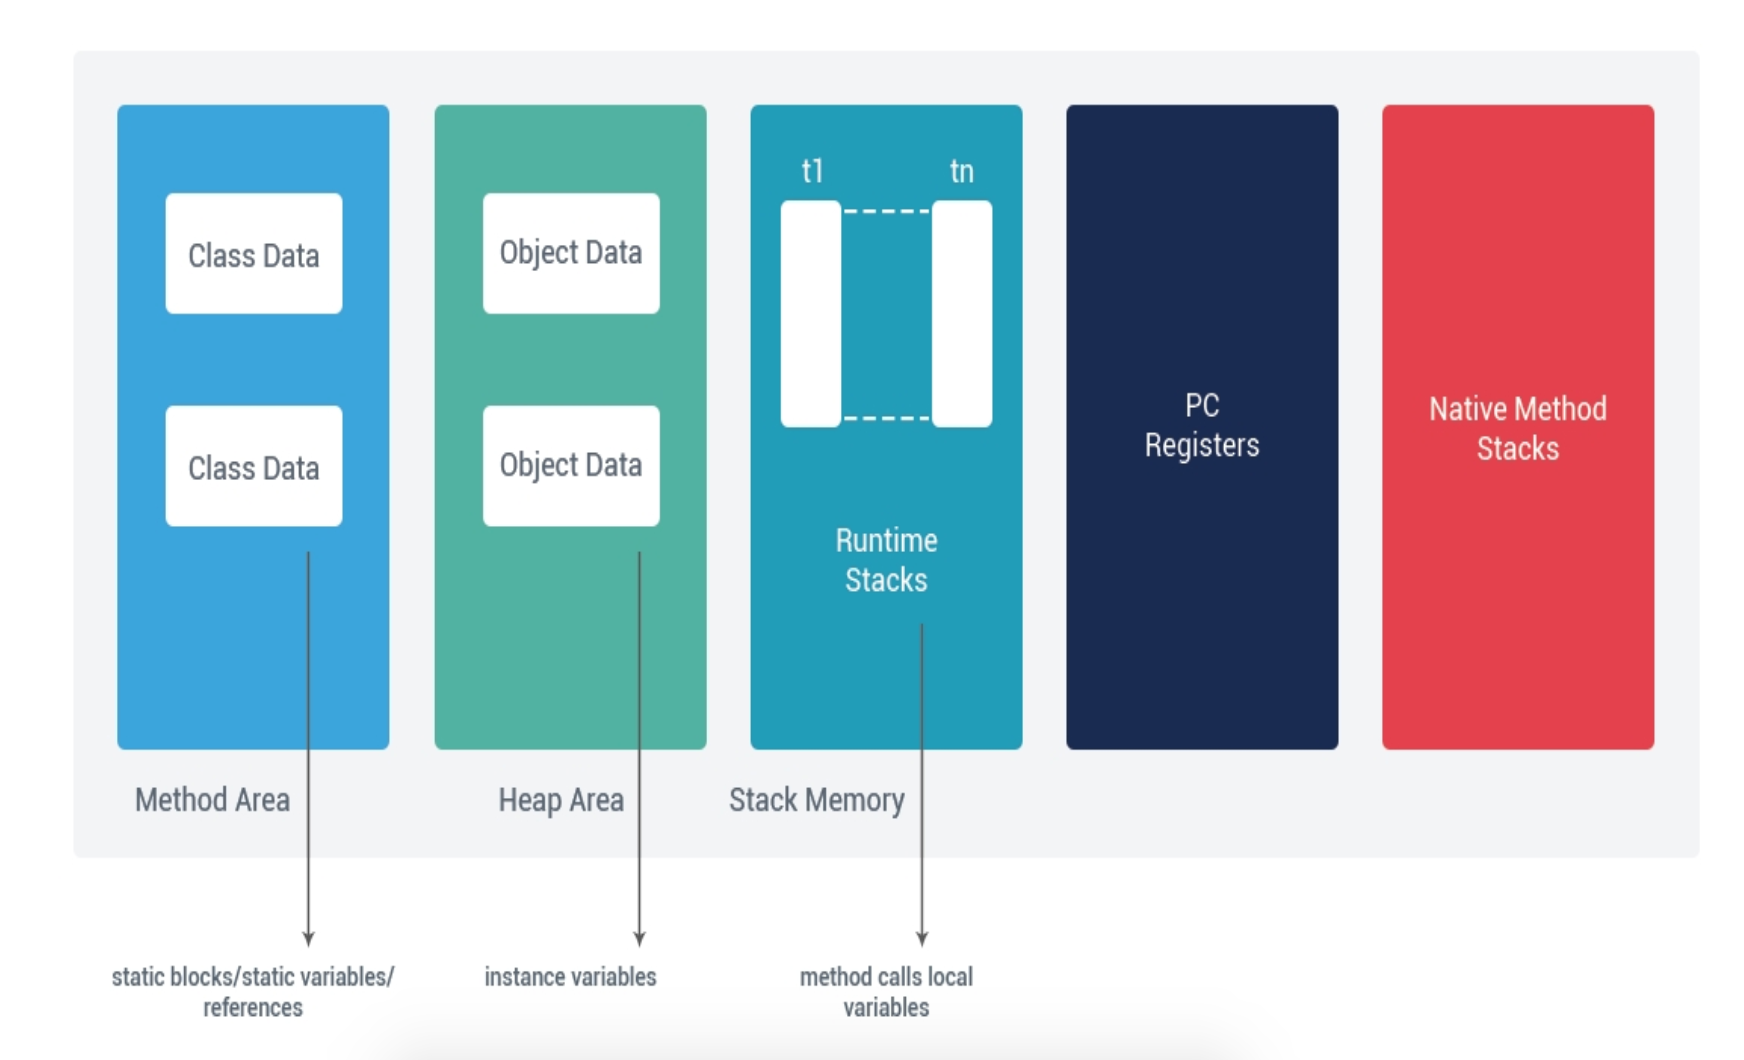 Class Data
Class Data
Method Area
static blocks/static variables/
references
Object Data
Object Data
Heap Area
instance variables
t1
tn
Runtime
Stacks
Stack Memory
method calls local
variables
PC
Registers
Native Method
Stacks